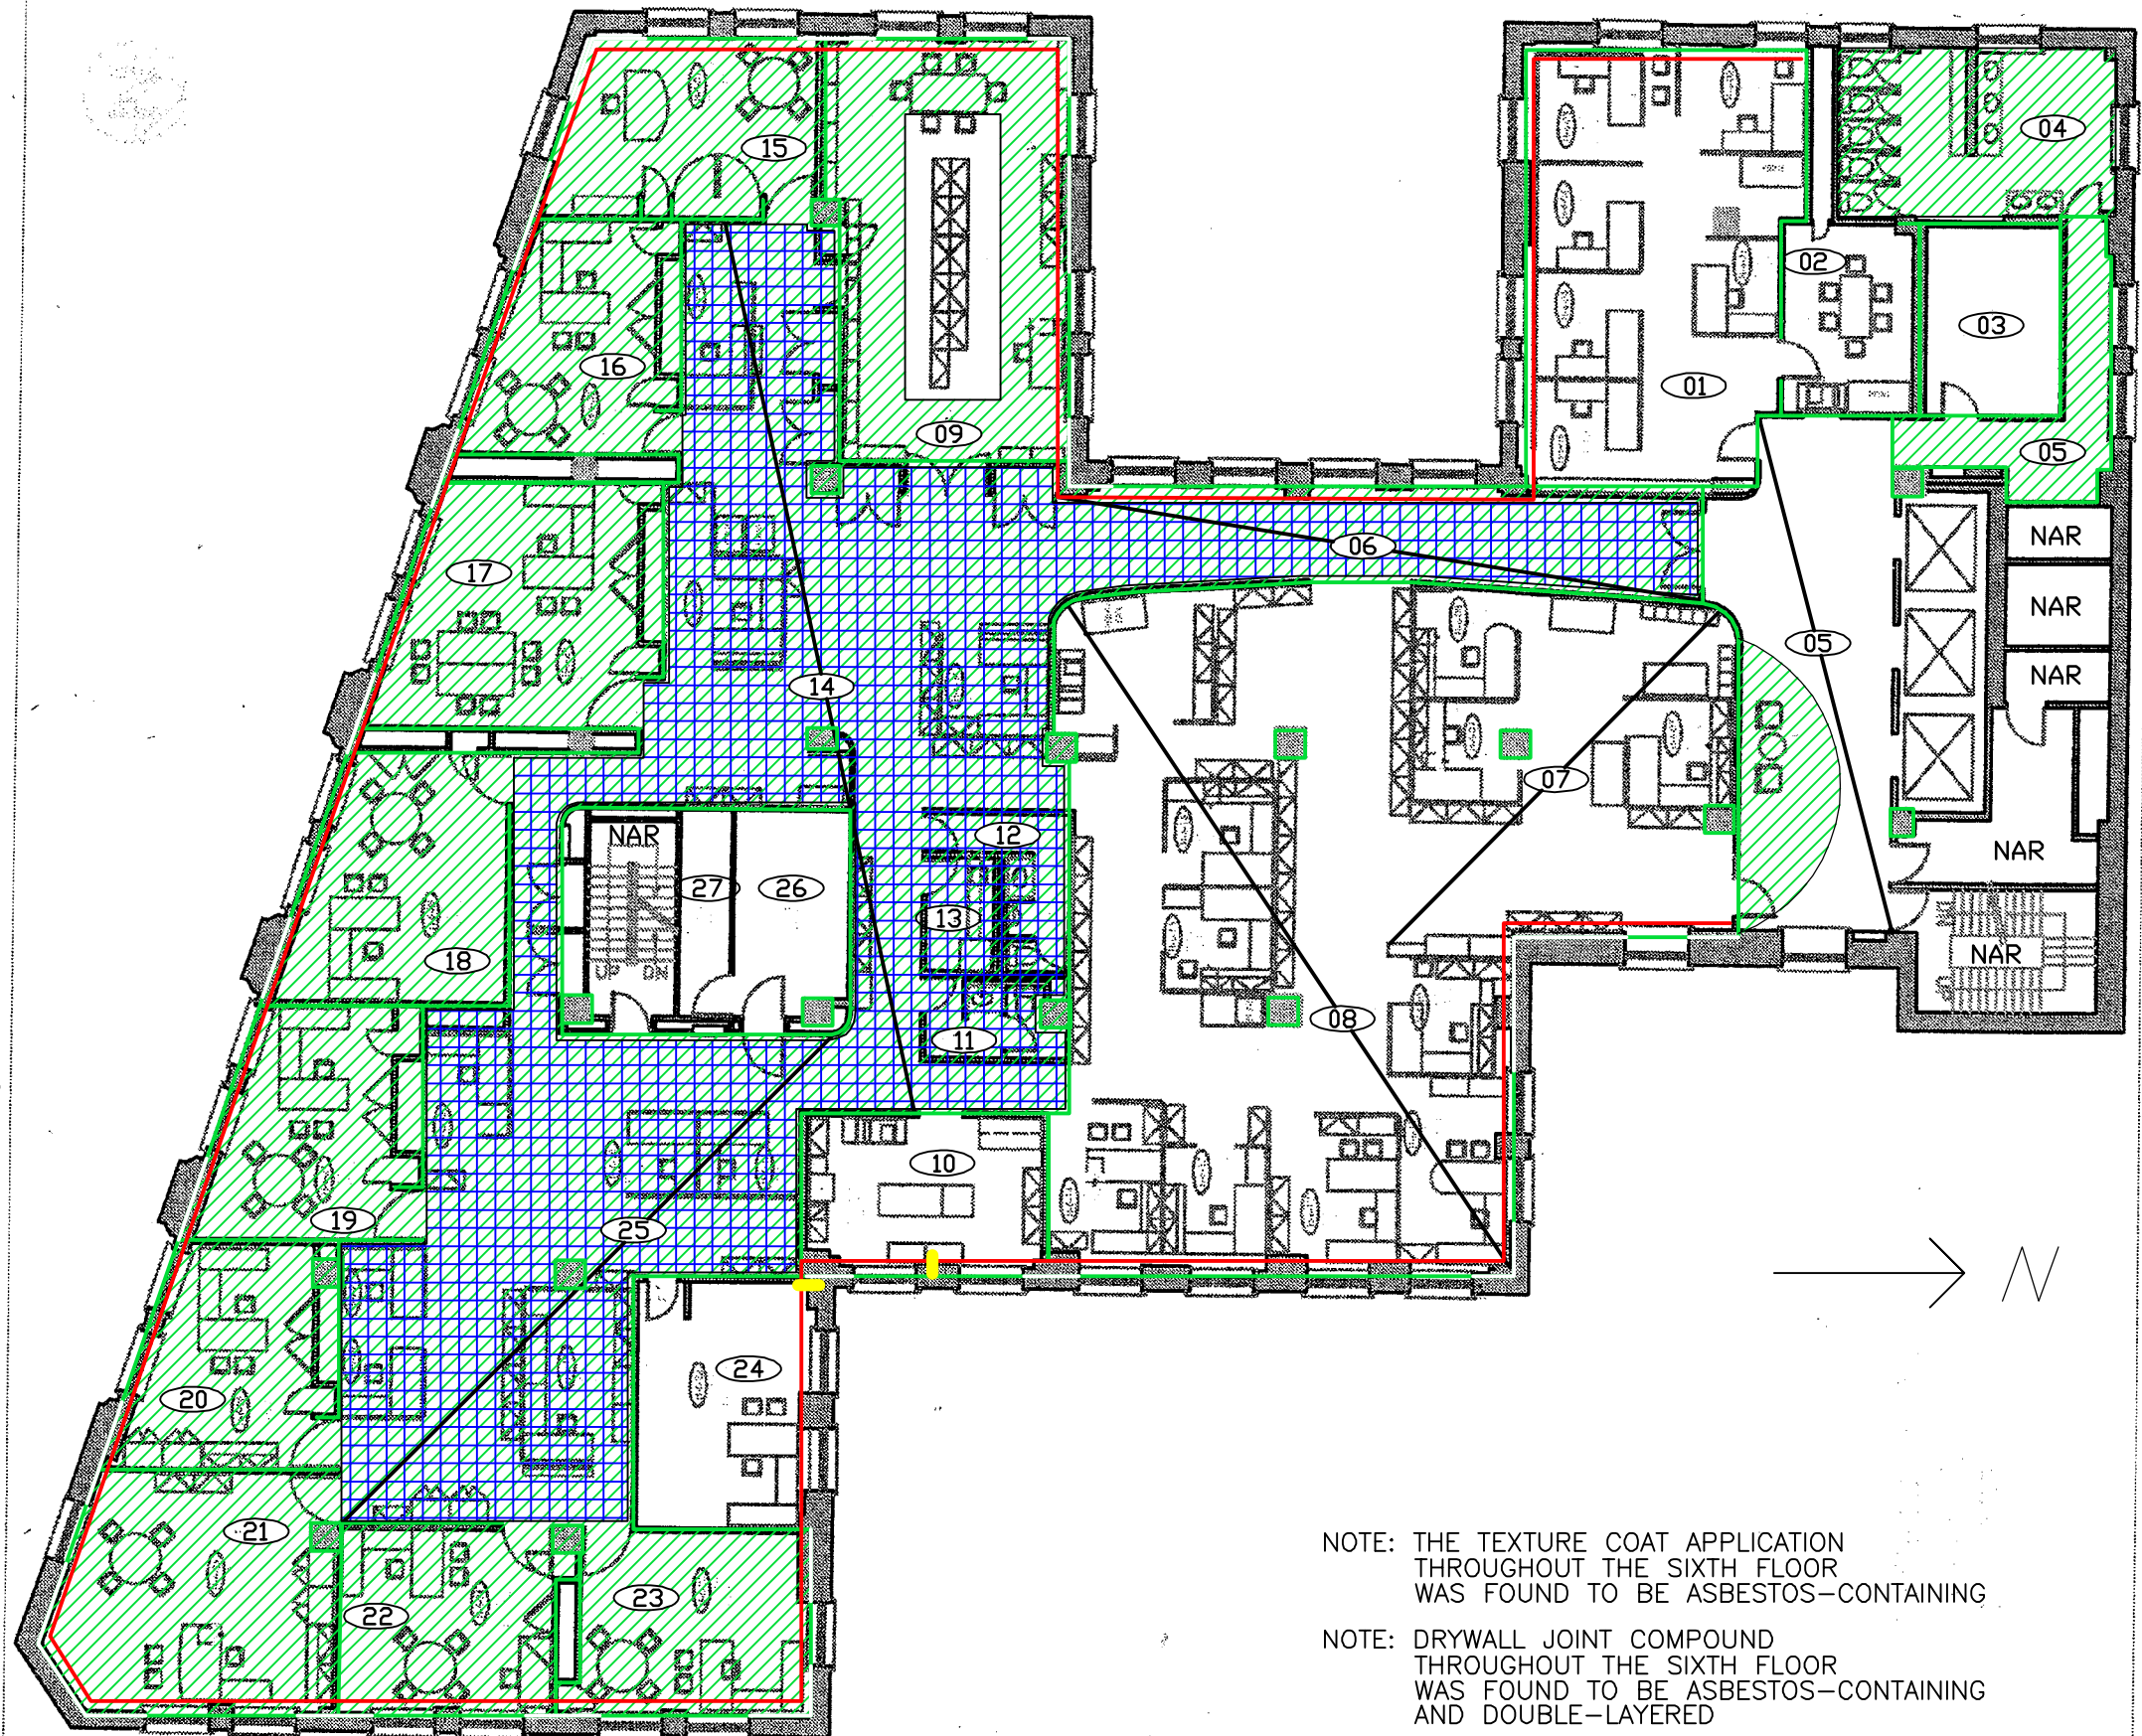 15
04
02
03
16
01
09
05
NAR
06
17
NAR
05
NAR
14
07
12
NAR
NAR
27
26
13
18
UP
DN
NAR
08
11
10
19
25
N
24
20
21
23
22
NOTE: THE TEXTURE COAT APPLICATION
THROUGHOUT THE SIXTH FLOOR
WAS FOUND TO BE ASBESTOS-CONTAINING
NOTE: DRYWALL JOINT COMPOUND
THROUGHOUT THE SIXTH FLOOR
WAS FOUND TO BE ASBESTOS-CONTAINING
AND DOUBLE-LAYERED